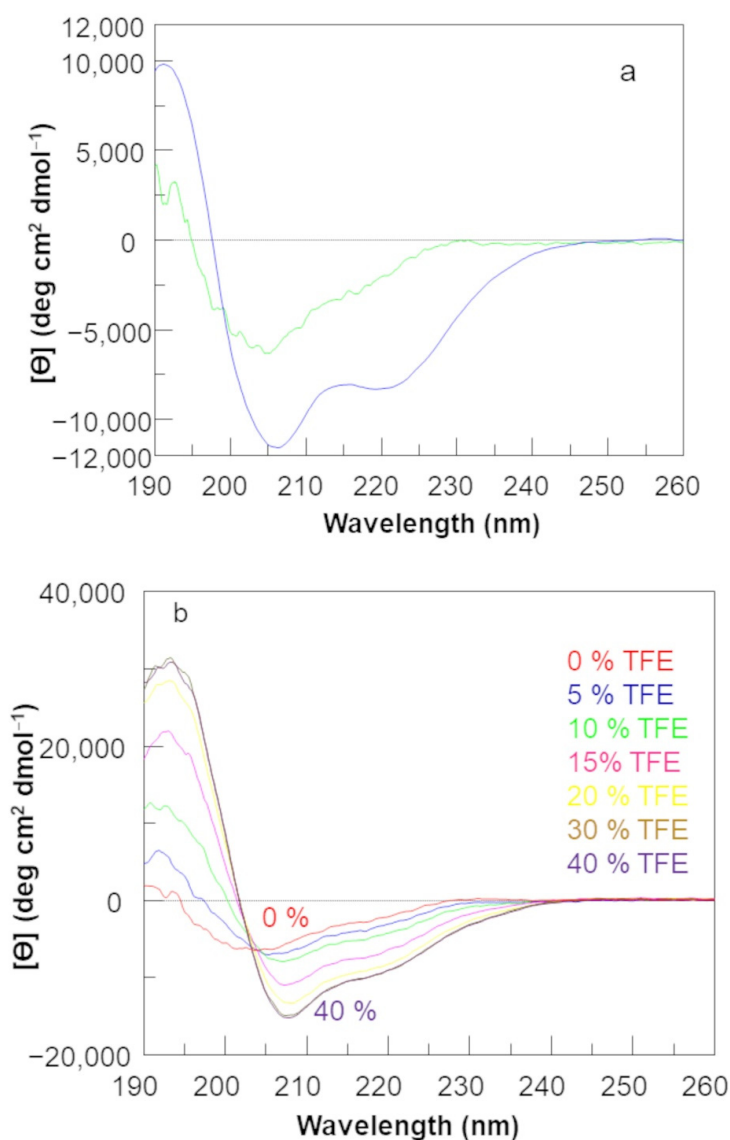 12,000
10,000
5,000
0
−5,000
−10,000
−12,000
[Θ] (deg cm² dmol⁻¹)
a
190 200 210 220 230 240 250 260
Wavelength (nm)
40,000
20,000
0
−20,000
[Θ] (deg cm² dmol⁻¹)
b
0 % TFE
5 % TFE
10 % TFE
15% TFE
20 % TFE
30 % TFE
40 % TFE
0 %
40 %
190 200 210 220 230 240 250 260
Wavelength (nm)